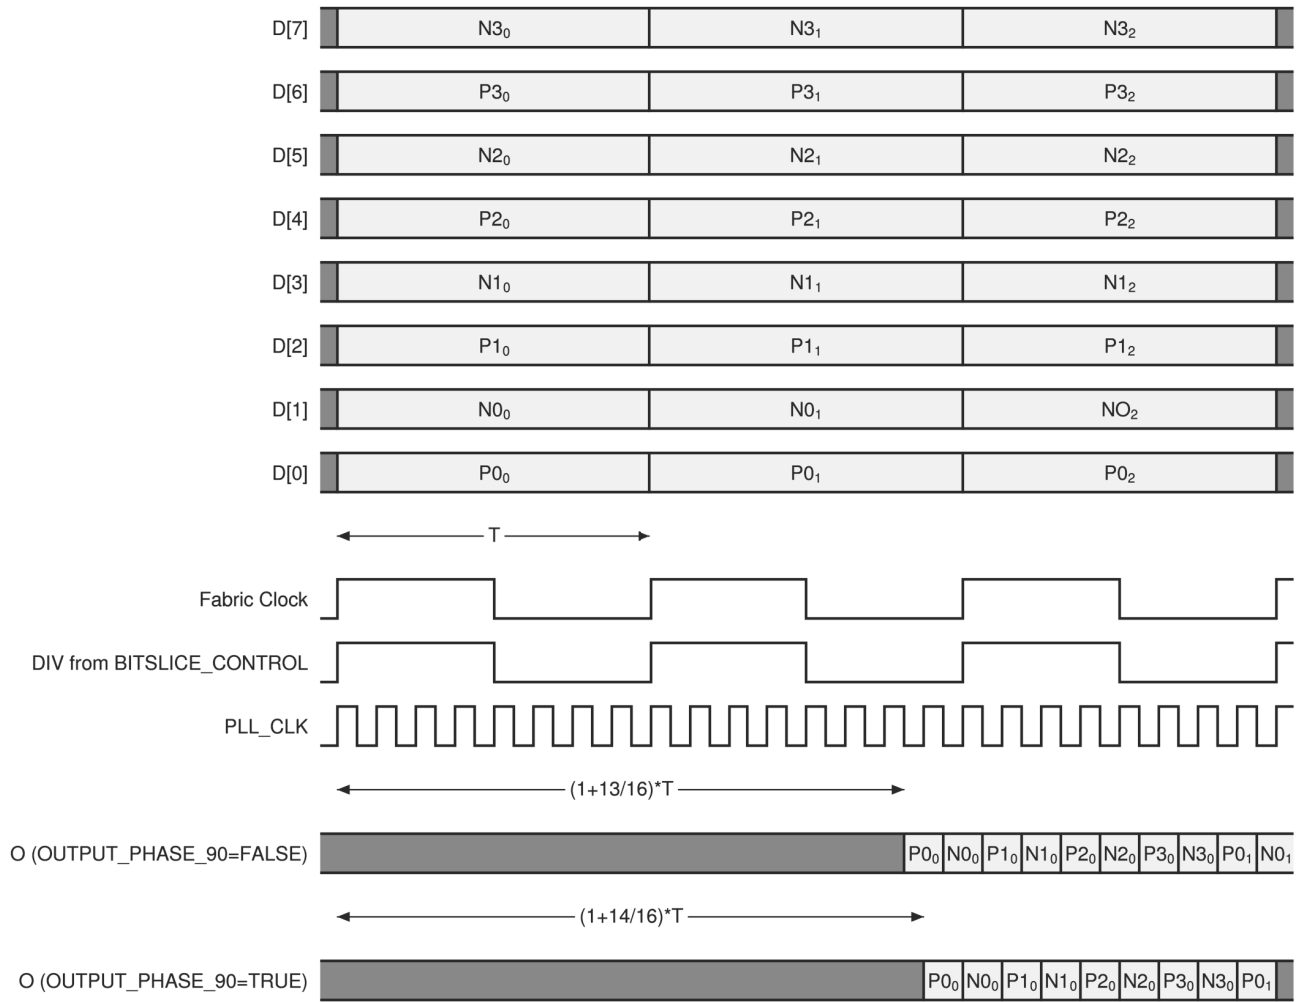 D[7] N3₀ N3₁ N3₂
D[6] P3₀ P3₁ P3₂
D[5] N2₀ N2₁ N2₂
D[4] P2₀ P2₁ P2₂
D[3] N1₀ N1₁ N1₂
D[2] P1₀ P1₁ P1₂
D[1] N0₀ N0₁ NO₂
D[0] P0₀ P0₁ P0₂
T
Fabric Clock
DIV from BITSLICE_CONTROL
PLL_CLK
(1+13/16)*T
O (OUTPUT_PHASE_90=FALSE) P0₀ N0₀ P1₀ N1₀ P2₀ N2₀ P3₀ N3₀ P0₁ N0₁
(1+14/16)*T
O (OUTPUT_PHASE_90=TRUE) P0₀ N0₀ P1₀ N1₀ P2₀ N2₀ P3₀ N3₀ P0₁